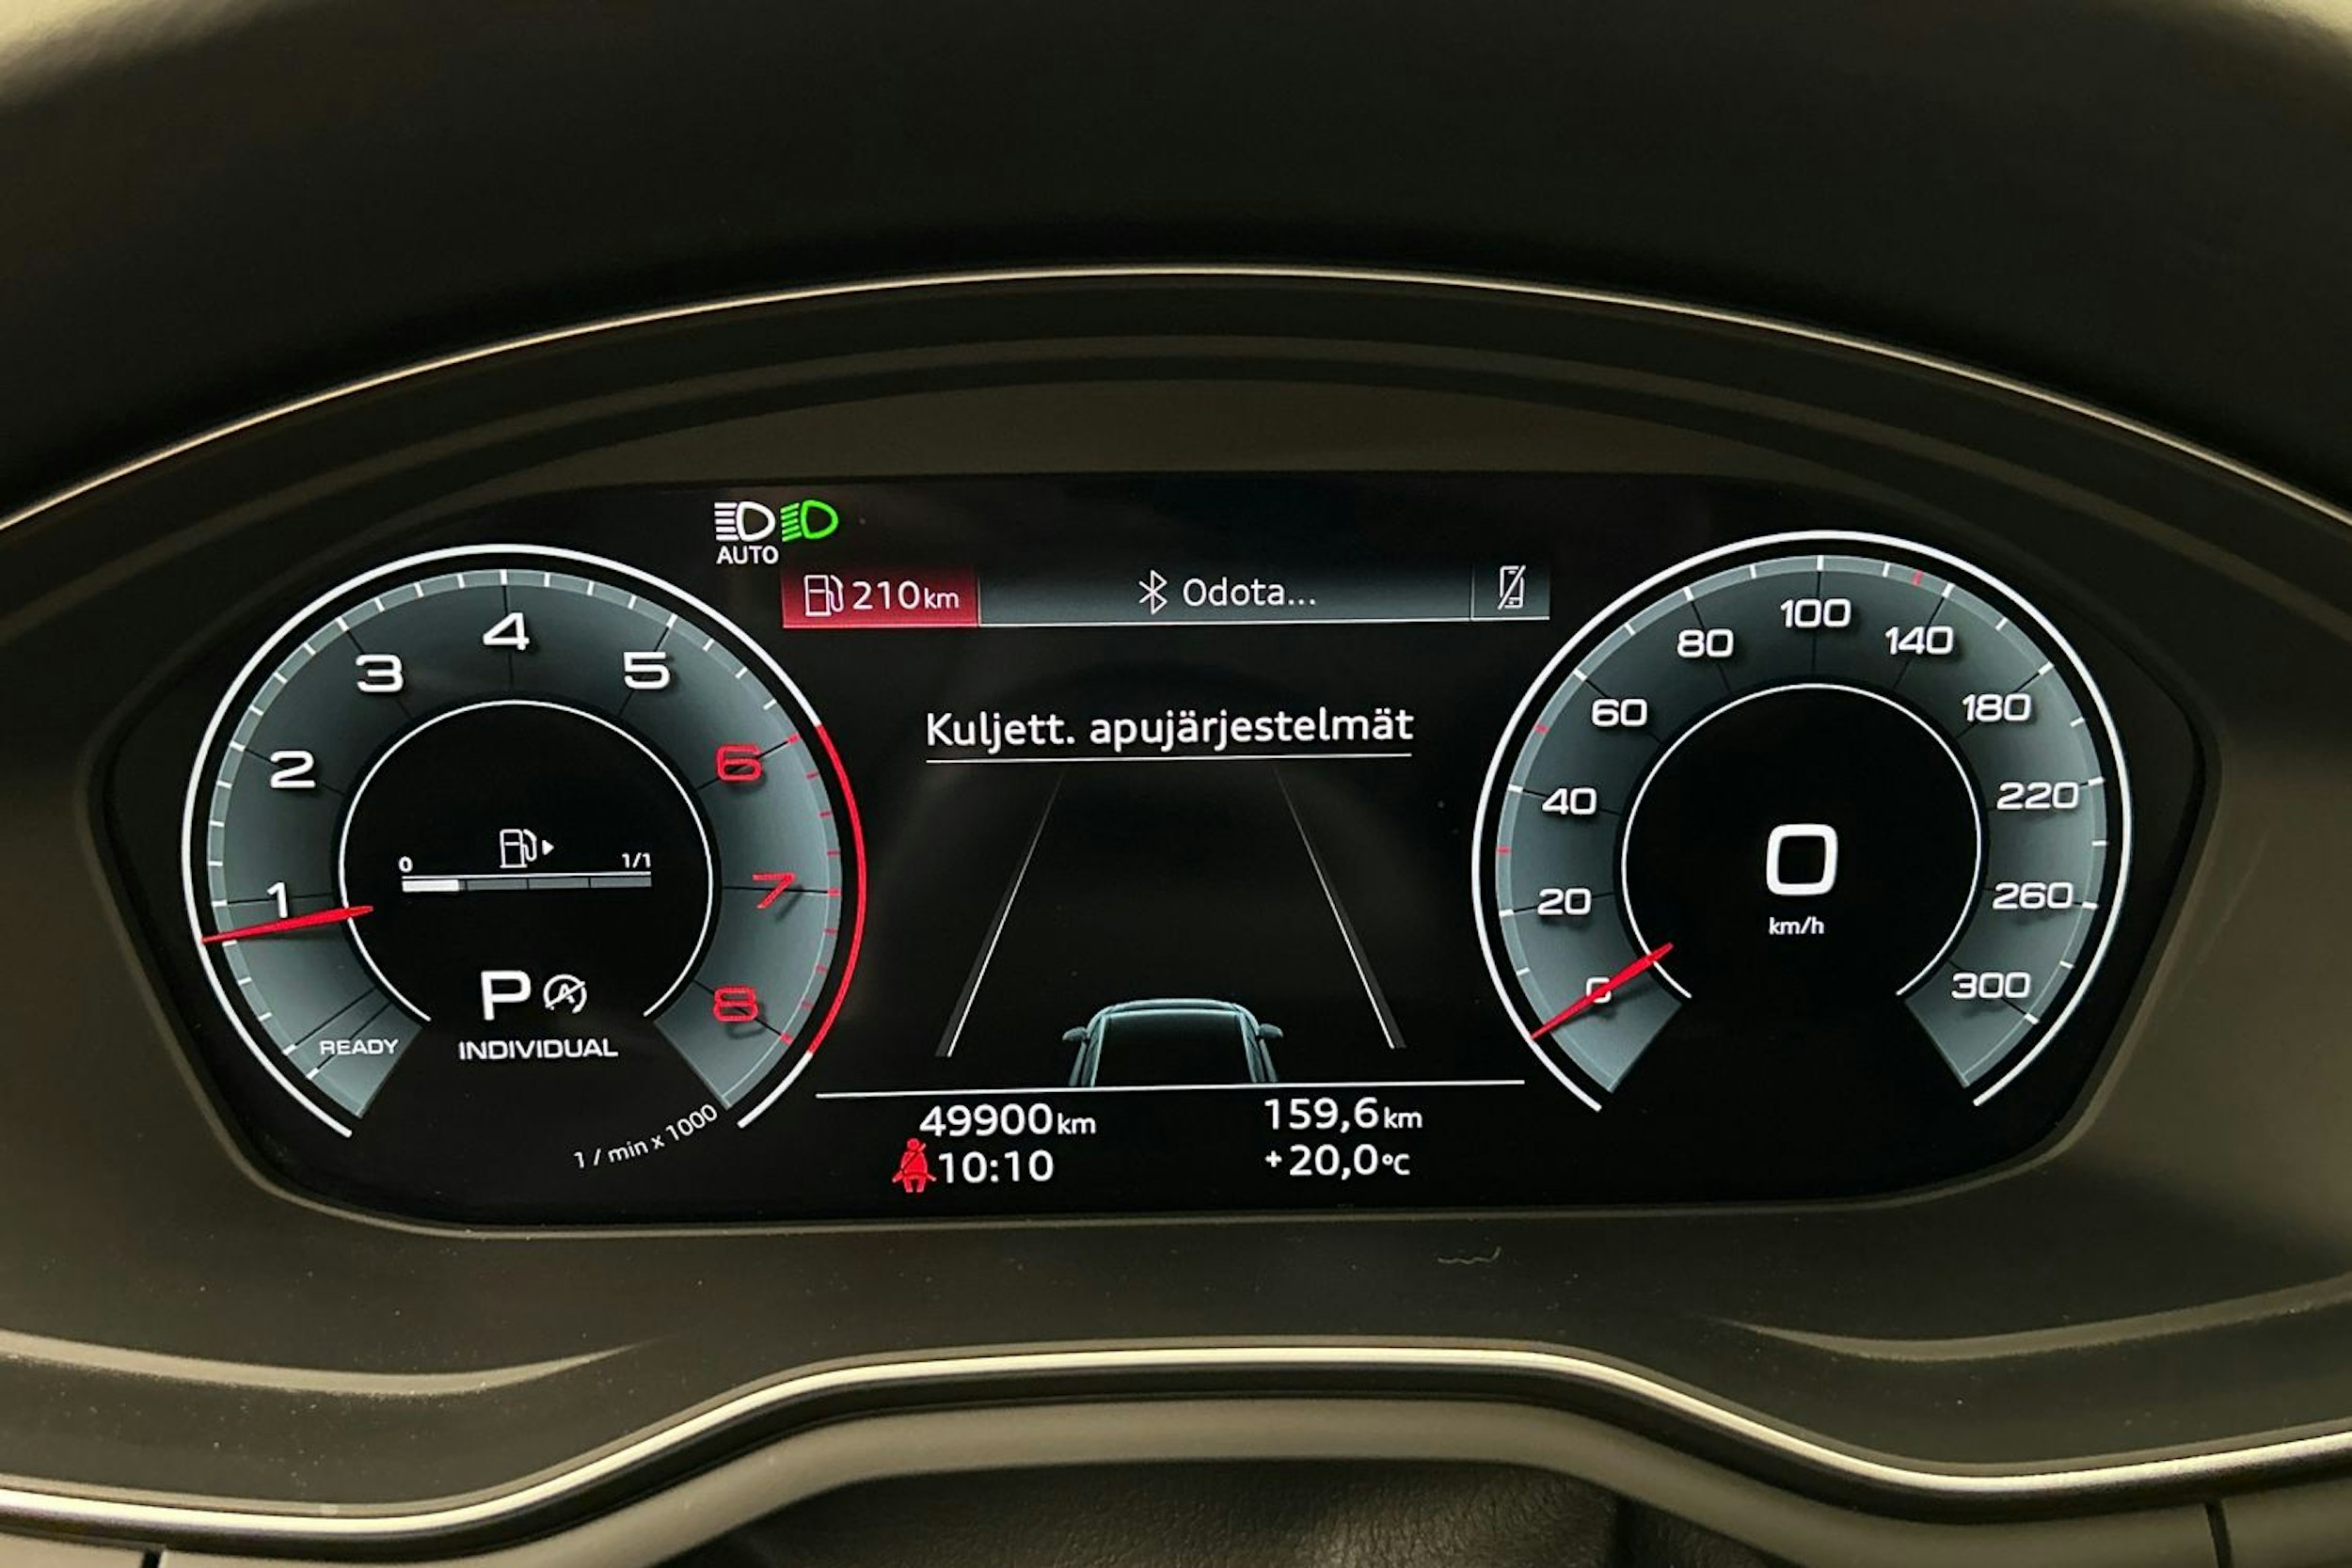 AUTO
210km
Odota...
Kuljett. apujärjestelmät
1
2
3
4
5
6
7
8
READY
0
1/1
P
INDIVIDUAL
1 / min x 1000
0
20
40
60
80
100
140
180
220
260
300
0
km/h
49900km
159,6km
10:10
+20,0°C